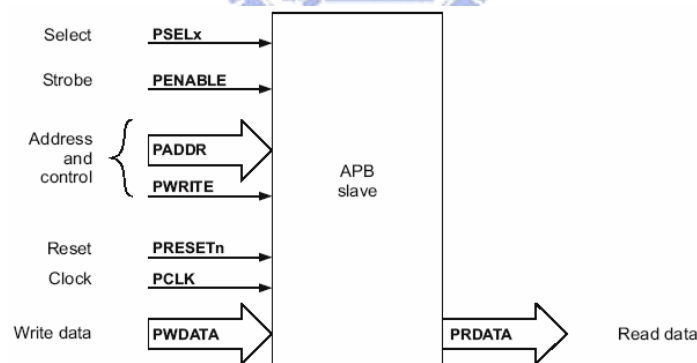 Select PSELx
Strobe PENABLE
Address
and
control
PADDR
PWRITE
APB
slave
Reset PRESETn
Clock PCLK
Write data PWDATA
PRDATA Read data